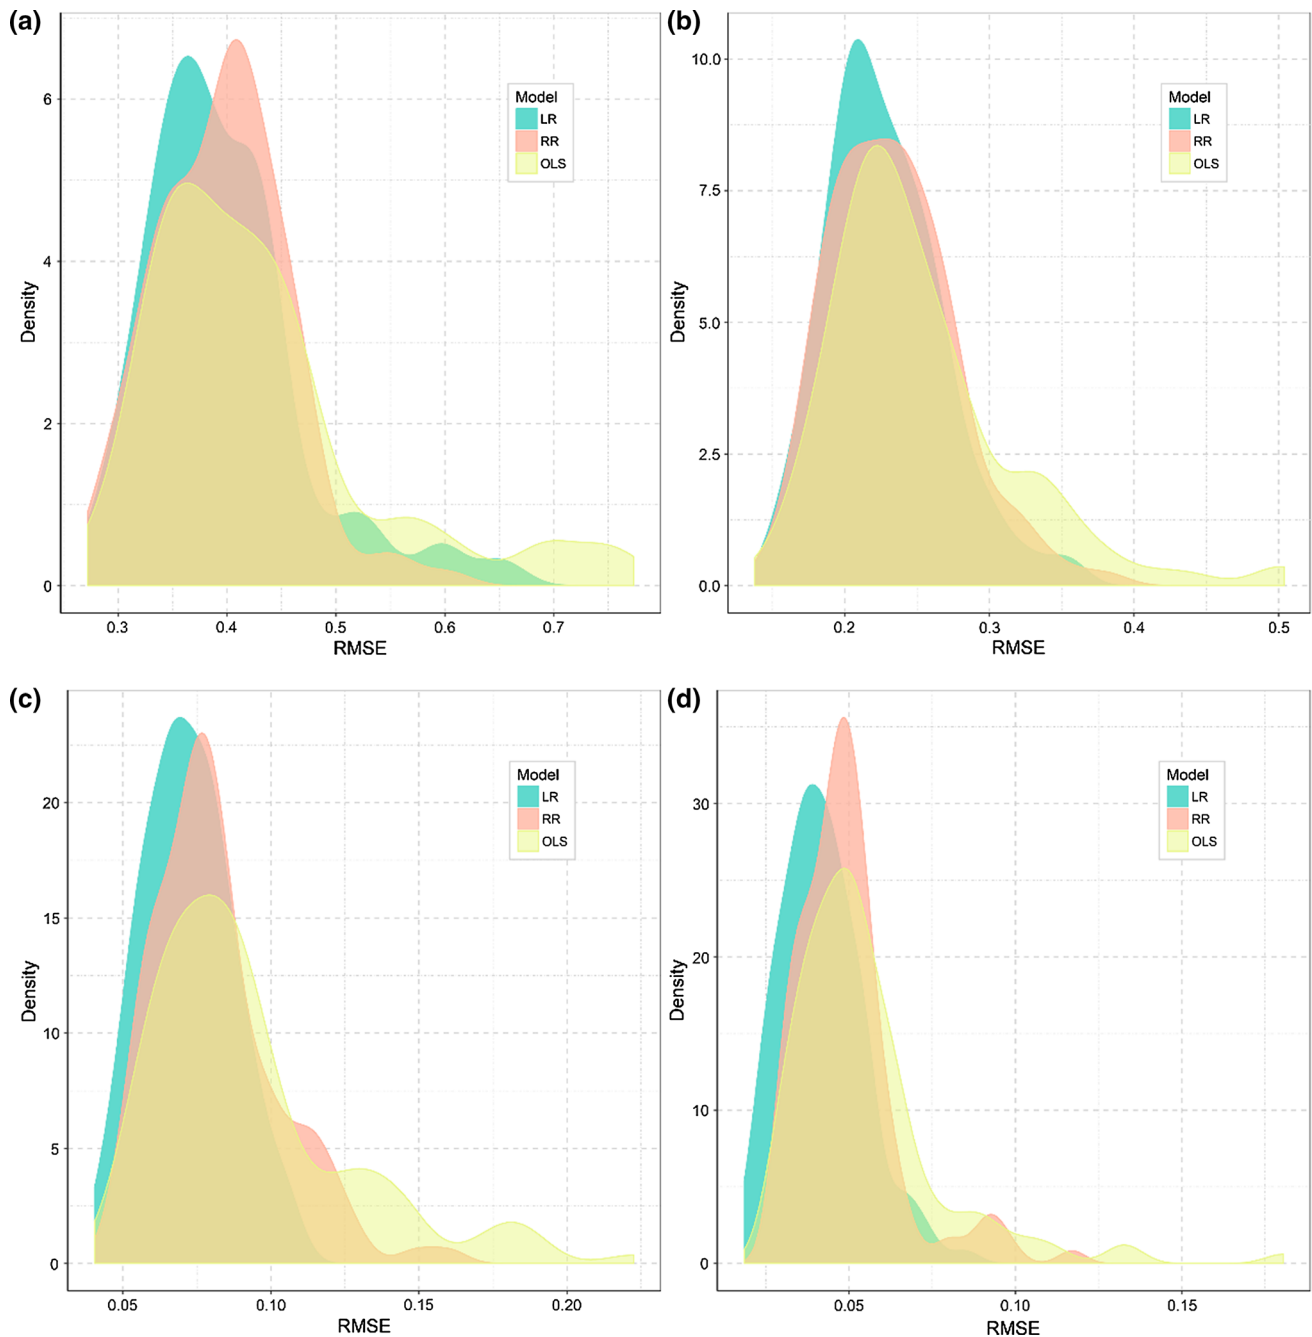 (a)
Density
6
4
2
0
0.3 0.4 0.5 0.6 0.7
RMSE
Model
LR
RR
OLS
(b)
Density
10.0
7.5
5.0
2.5
0.0
0.2 0.3 0.4 0.5
RMSE
Model
LR
RR
OLS
(c)
Density
20
15
10
5
0
0.05 0.10 0.15 0.20
RMSE
Model
LR
RR
OLS
(d)
Density
30
20
10
0
0.05 0.10 0.15
RMSE
Model
LR
RR
OLS